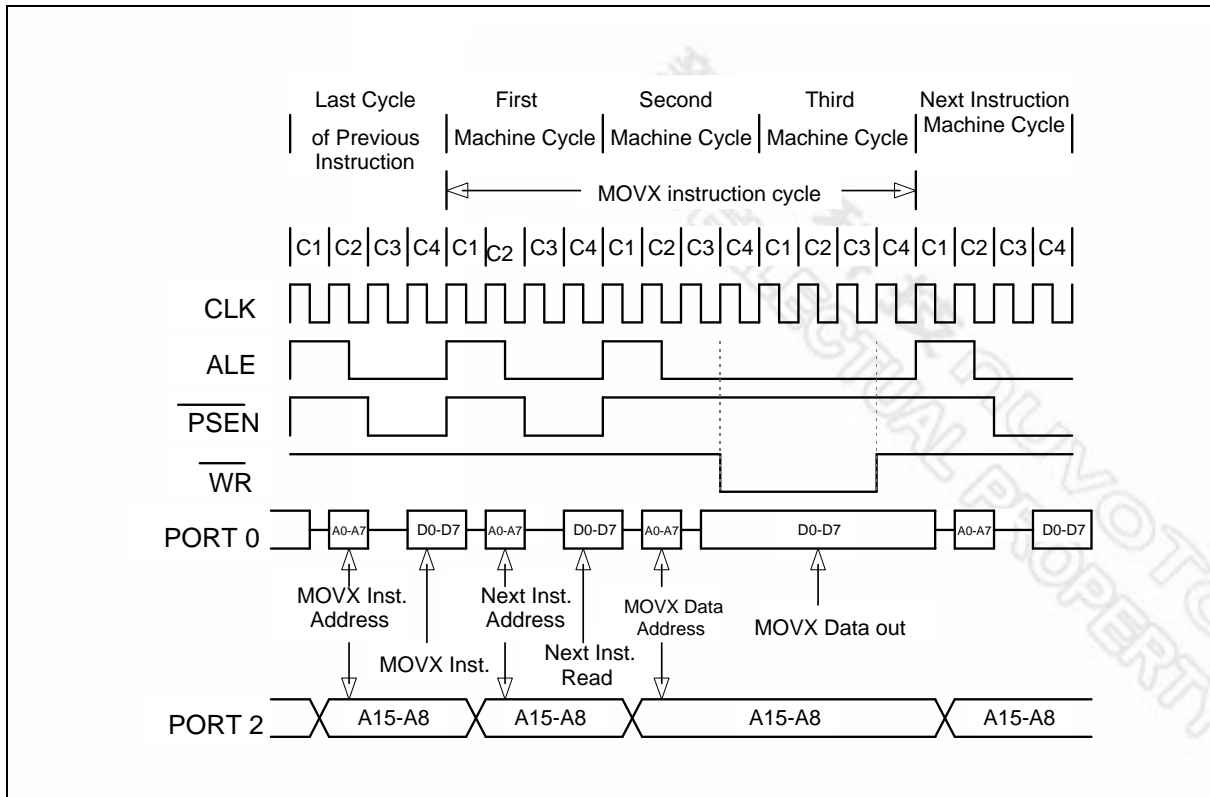 Last Cycle
of Previous
Instruction
First
Machine Cycle
Second
Machine Cycle
Third
Machine Cycle
Next Instruction
Machine Cycle
MOVX instruction cycle
C1 C2 C3 C4 C1 C2 C3 C4 C1 C2 C3 C4 C1 C2 C3 C4 C1 C2 C3 C4
CLK
ALE
PSEN
WR
PORT 0
A0-A7 D0-D7 A0-A7 D0-D7 A0-A7 D0-D7 A0-A7 D0-D7
MOVX Inst.
Address
MOVX Inst.
Next Inst.
Address
Next Inst.
Read
MOVX Data
Address
MOVX Data out
PORT 2
A15-A8 A15-A8 A15-A8 A15-A8
nuvoTo
LECTUAL PROPERTY